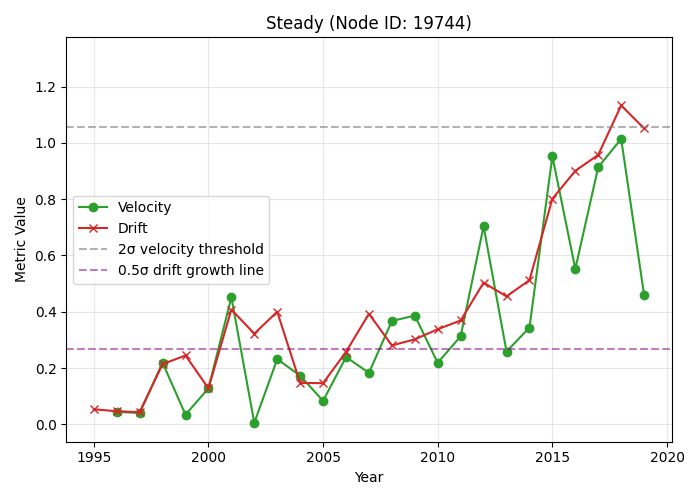 Steady (Node ID: 19744)
1.2
1.0
0.8
0.6
0.4
0.2
0.0
Metric Value
Velocity
Drift
2σ velocity threshold
0.5σ drift growth line
1995 2000 2005 2010 2015 2020
Year